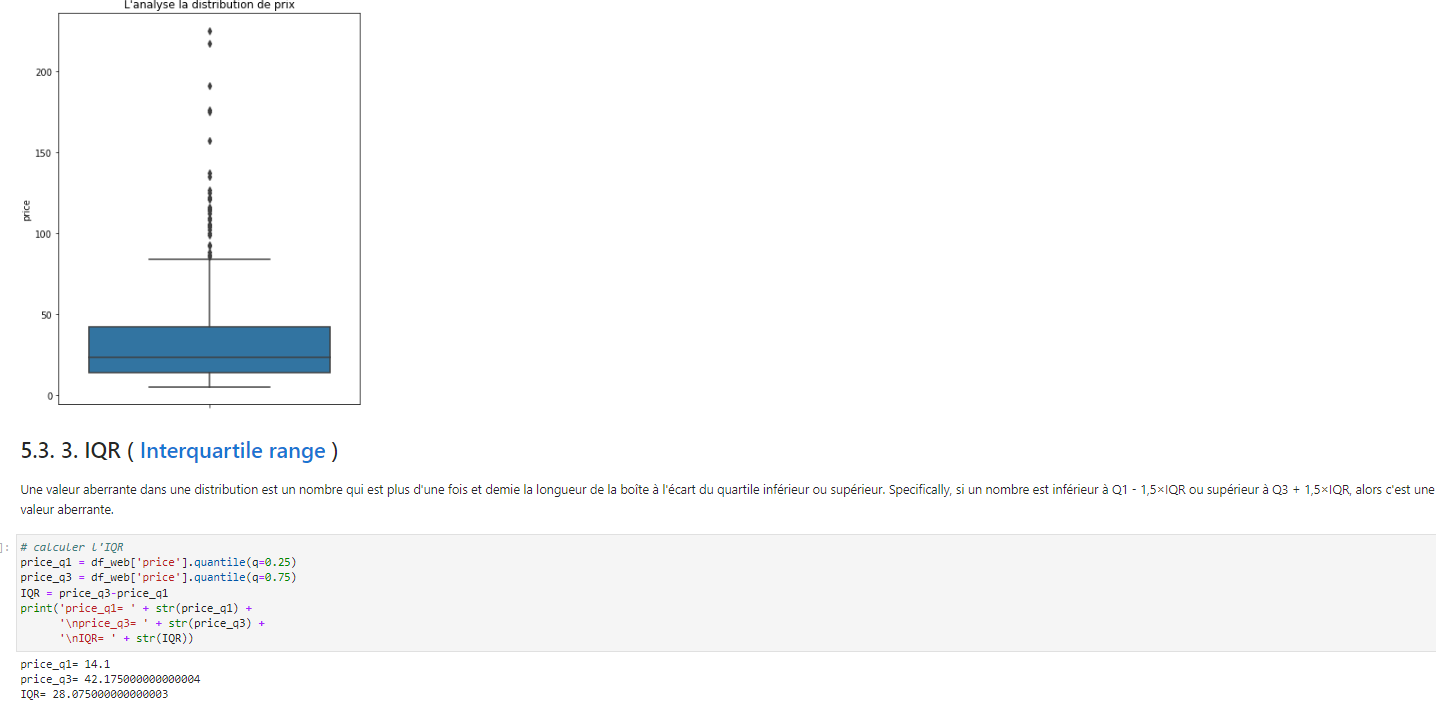 L'analyse la distribution de prix
200
150
price
100
50
0
5.3. 3. IQR ( Interquartile range )
Une valeur aberrante dans une distribution est un nombre qui est plus d'une fois et demie la longueur de la boîte à l'écart du quartile inférieur ou supérieur. Specifically, si un nombre est inférieur à Q1 - 1,5×IQR ou supérieur à Q3 + 1,5×IQR, alors c'est une
valeur aberrante.
]:
# calculer l'IQR
price_q1 = df_web['price'].quantile(q=0.25)
price_q3 = df_web['price'].quantile(q=0.75)
IQR = price_q3-price_q1
print('price_q1= ' + str(price_q1) +
'\nprice_q3= ' + str(price_q3) +
'\nIQR= ' + str(IQR))
price_q1= 14.1
price_q3= 42.175000000000004
IQR= 28.075000000000003